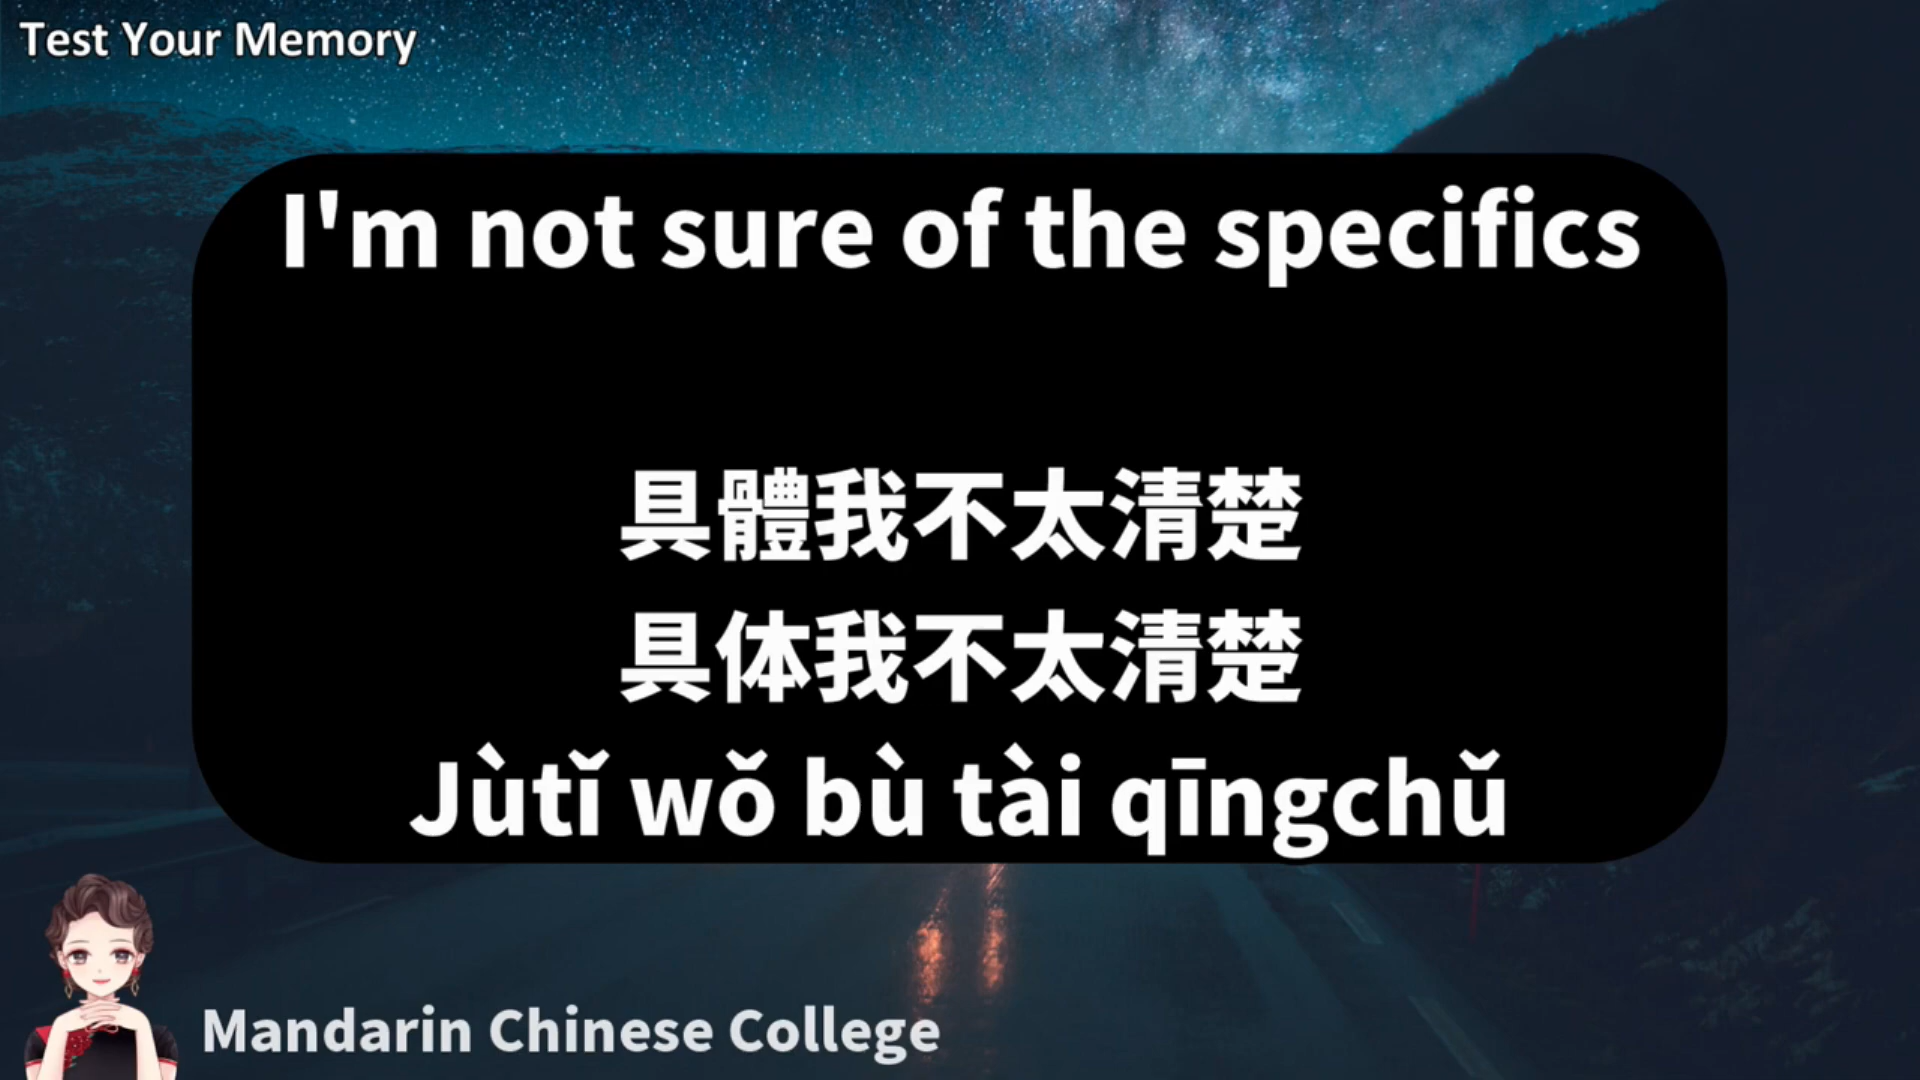 Test Your Memory
I'm not sure of the specifics
具體我不太清楚
具体我不太清楚
Jùtǐ wǒ bù tài qīngchǔ
Mandarin Chinese College